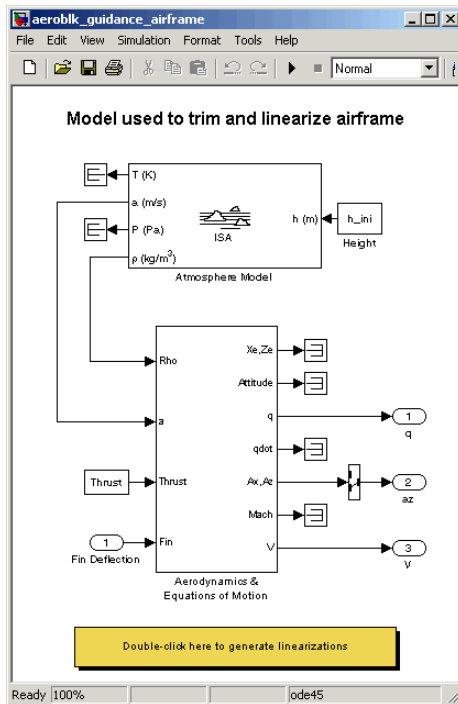 aeroblk_guidance_airframe
File Edit View Simulation Format Tools Help
Normal
Model used to trim and linearize airframe
T (K)
a (m/s)
P (Pa)
ρ (kg/m³)
ISA
h (m)
h_ini
Height
Atmosphere Model
Rho
a
Thrust
Thrust
1
Fin
Fin Deflection
Xe,Ze
Attitude
q
qdot
Ax,Az
Mach
V
1
q
2
az
3
V
Aerodynamics &
Equations of Motion
Double-click here to generate linearizations
Ready 100% ode45